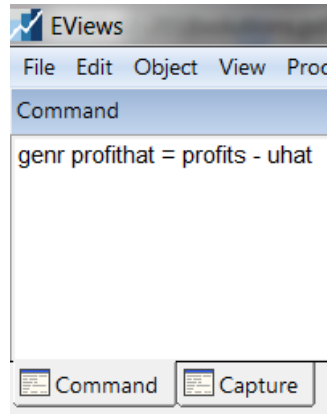 EViews
File Edit Object View Proc
Command
genr profithat = profits - uhat
Command Capture